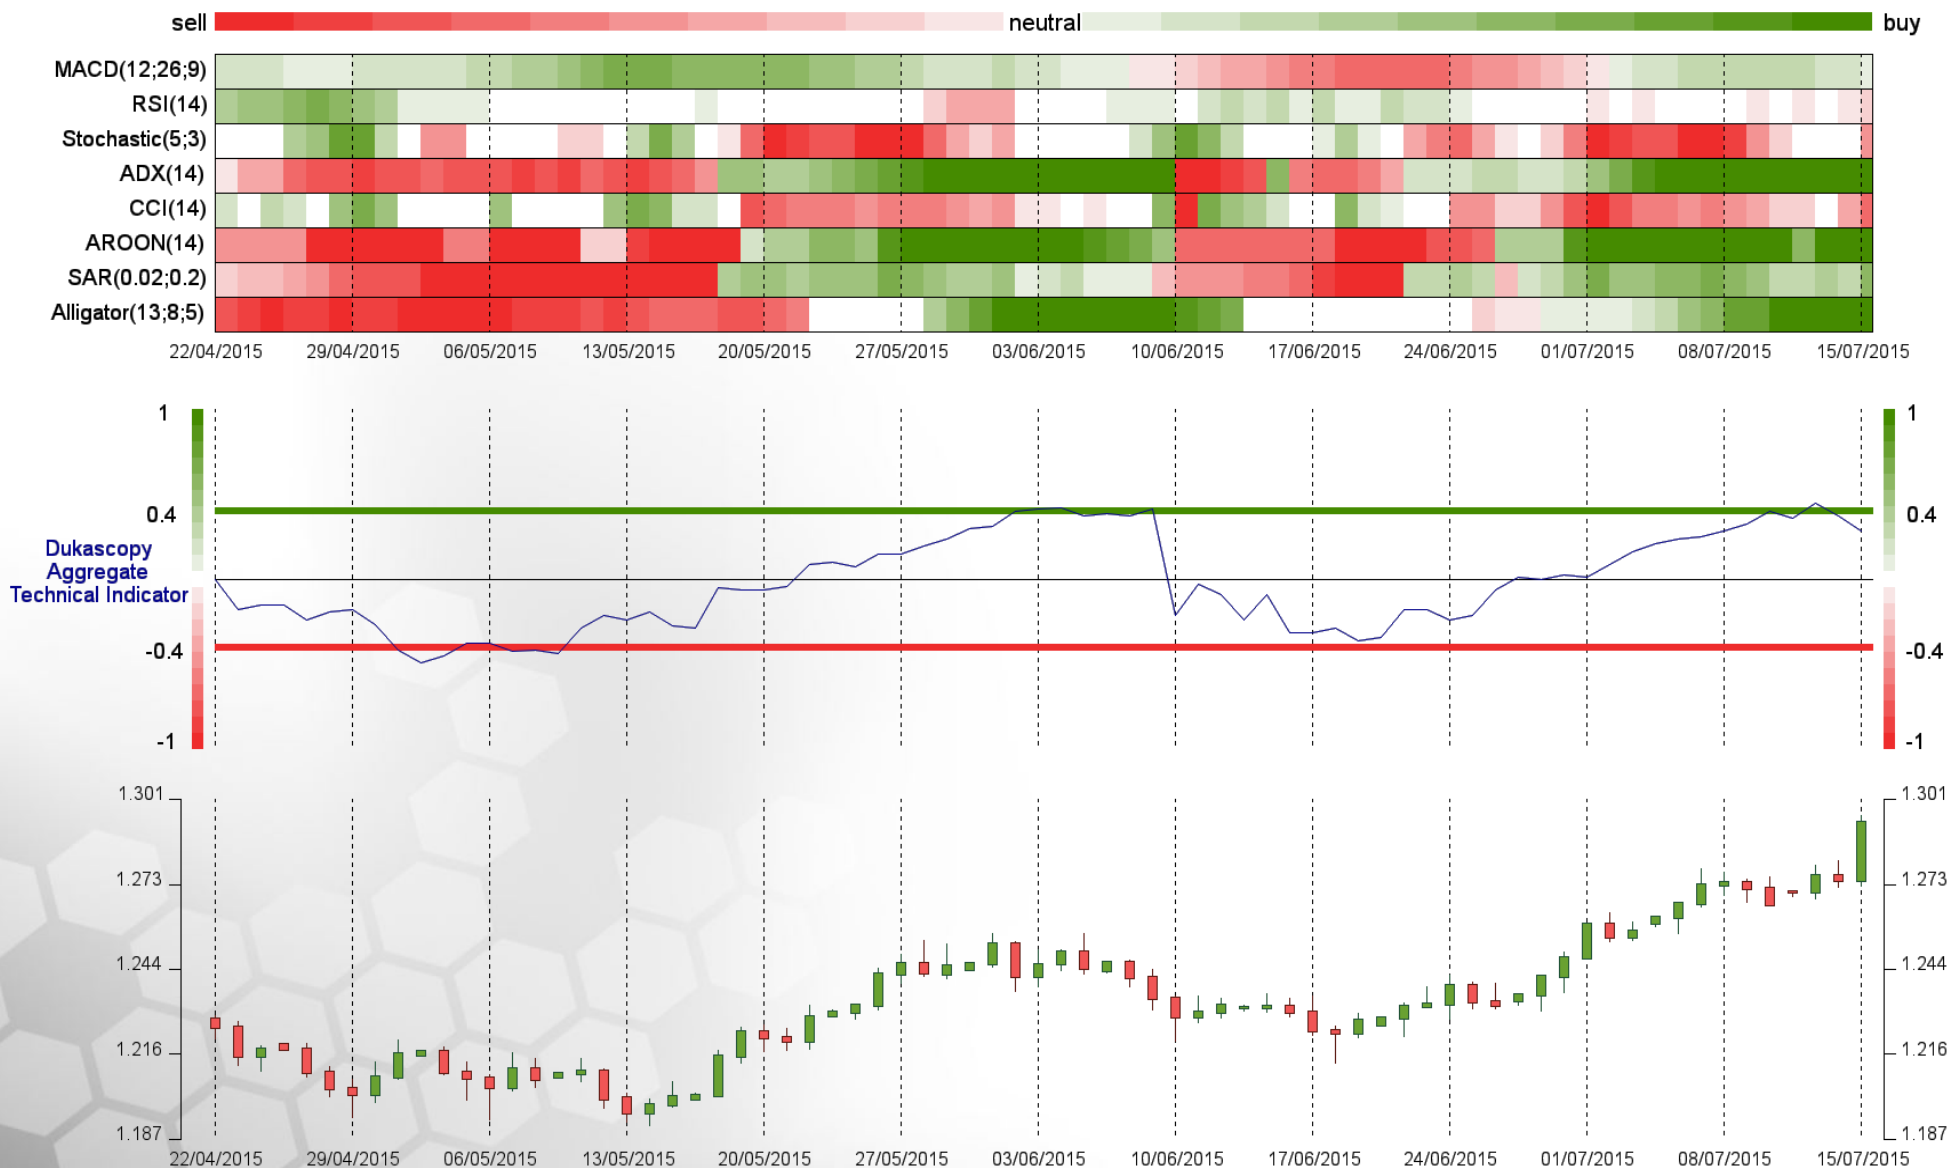 sell neutral buy
MACD(12;26;9)
RSI(14)
Stochastic(5;3)
ADX(14)
CCI(14)
AROON(14)
SAR(0.02;0.2)
Alligator(13;8;5)
22/04/2015 29/04/2015 06/05/2015 13/05/2015 20/05/2015 27/05/2015 03/06/2015 10/06/2015 17/06/2015 24/06/2015 01/07/2015 08/07/2015 15/07/2015
1 1
0.4 0.4
Dukascopy
Aggregate
Technical Indicator
-0.4 -0.4
-1 -1
1.301 1.301
1.273 1.273
1.244 1.244
1.216 1.216
1.187 1.187
22/04/2015 29/04/2015 06/05/2015 13/05/2015 20/05/2015 27/05/2015 03/06/2015 10/06/2015 17/06/2015 24/06/2015 01/07/2015 08/07/2015 15/07/2015